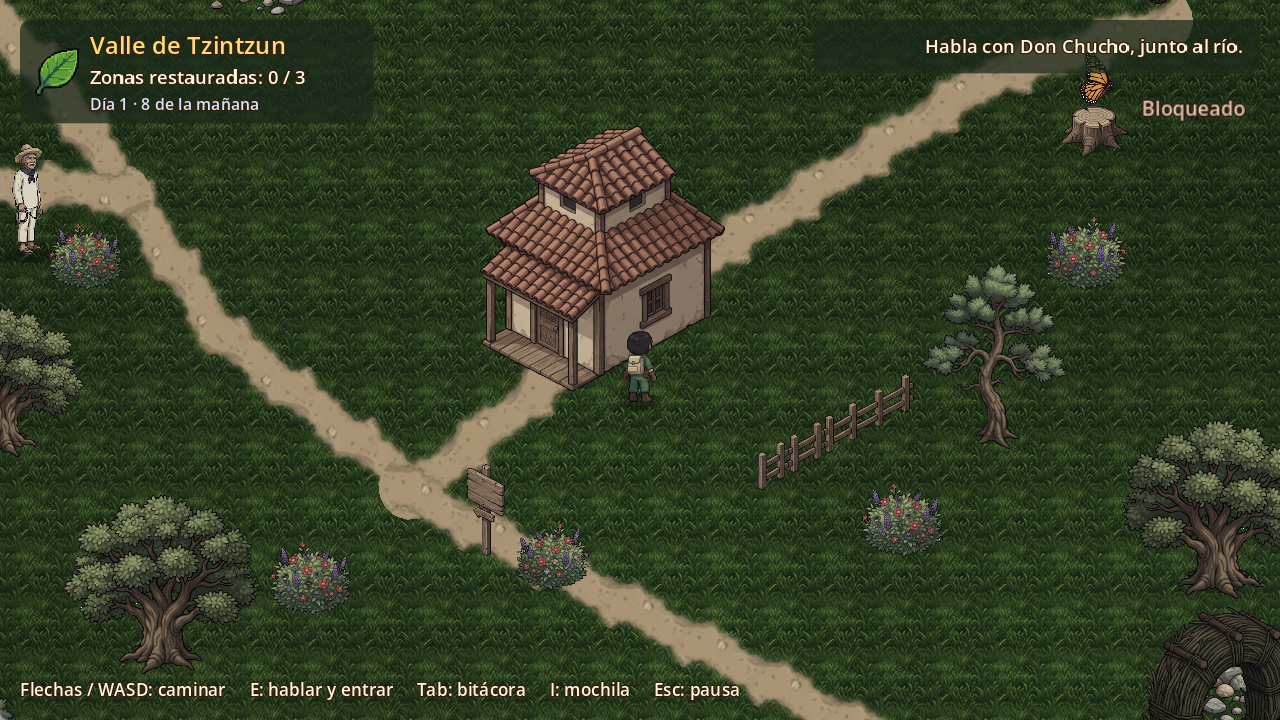 Valle de Tzintzun
Zonas restauradas: 0 / 3
Día 1 · 8 de la mañana
Habla con Don Chucho, junto al río.
Bloqueado
Flechas / WASD: caminar E: hablar y entrar Tab: bitácora I: mochila Esc: pausa